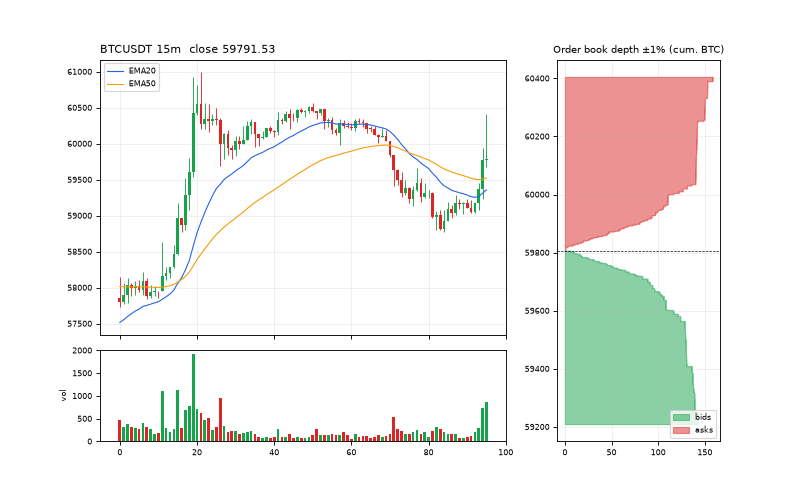 BTCUSDT 15m  close 59791.53
EMA20
EMA50
61000
60500
60000
59500
59000
58500
58000
57500
2000
1500
1000
500
0
vol
0 20 40 60 80 100
Order book depth ±1% (cum. BTC)
60400
60200
60000
59800
59600
59400
59200
bids
asks
0 50 100 150